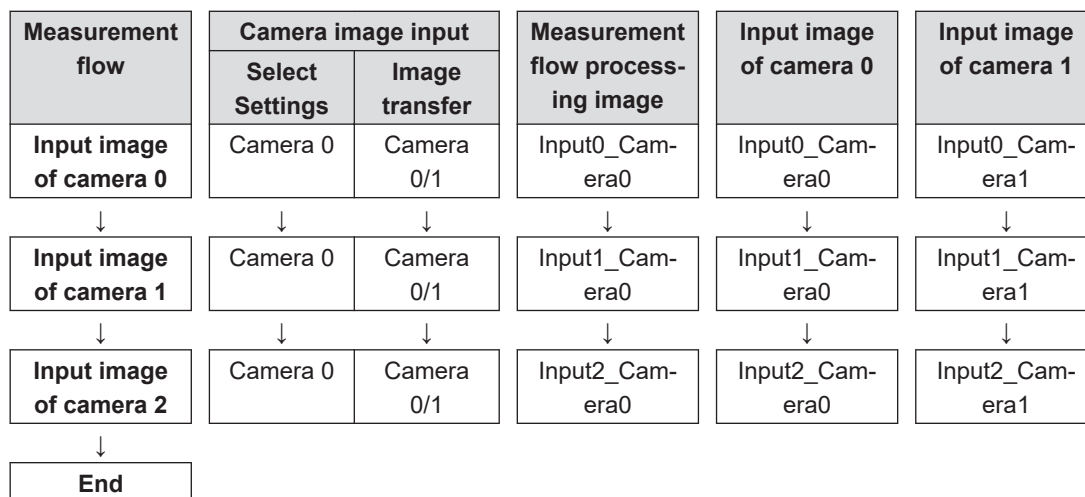 Measurement
flow
Camera image input
Select
Settings
Image
transfer
Measurement
flow process-
ing image
Input image
of camera 0
Input image
of camera 1
Input image
of camera 0
Camera 0
Camera
0/1
Input0_Cam-
era0
Input0_Cam-
era0
Input0_Cam-
era1
↓ ↓ ↓ ↓ ↓ ↓
Input image
of camera 1
Camera 0
Camera
0/1
Input1_Cam-
era0
Input1_Cam-
era0
Input1_Cam-
era1
↓ ↓ ↓ ↓ ↓ ↓
Input image
of camera 2
Camera 0
Camera
0/1
Input2_Cam-
era0
Input2_Cam-
era0
Input2_Cam-
era1
↓
End